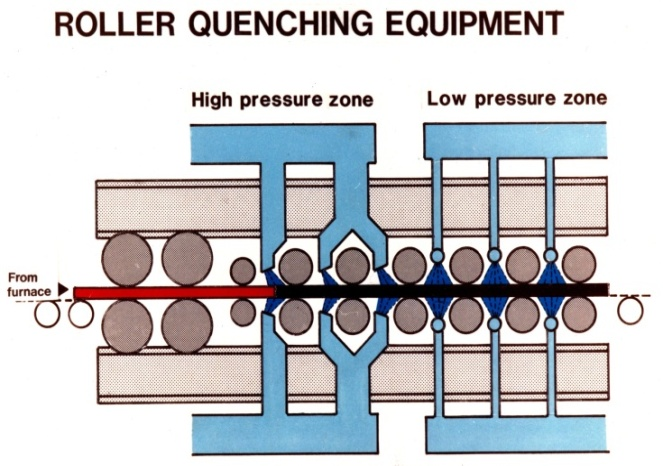 ROLLER QUENCHING EQUIPMENT
High pressure zone
Low pressure zone
From
furnace